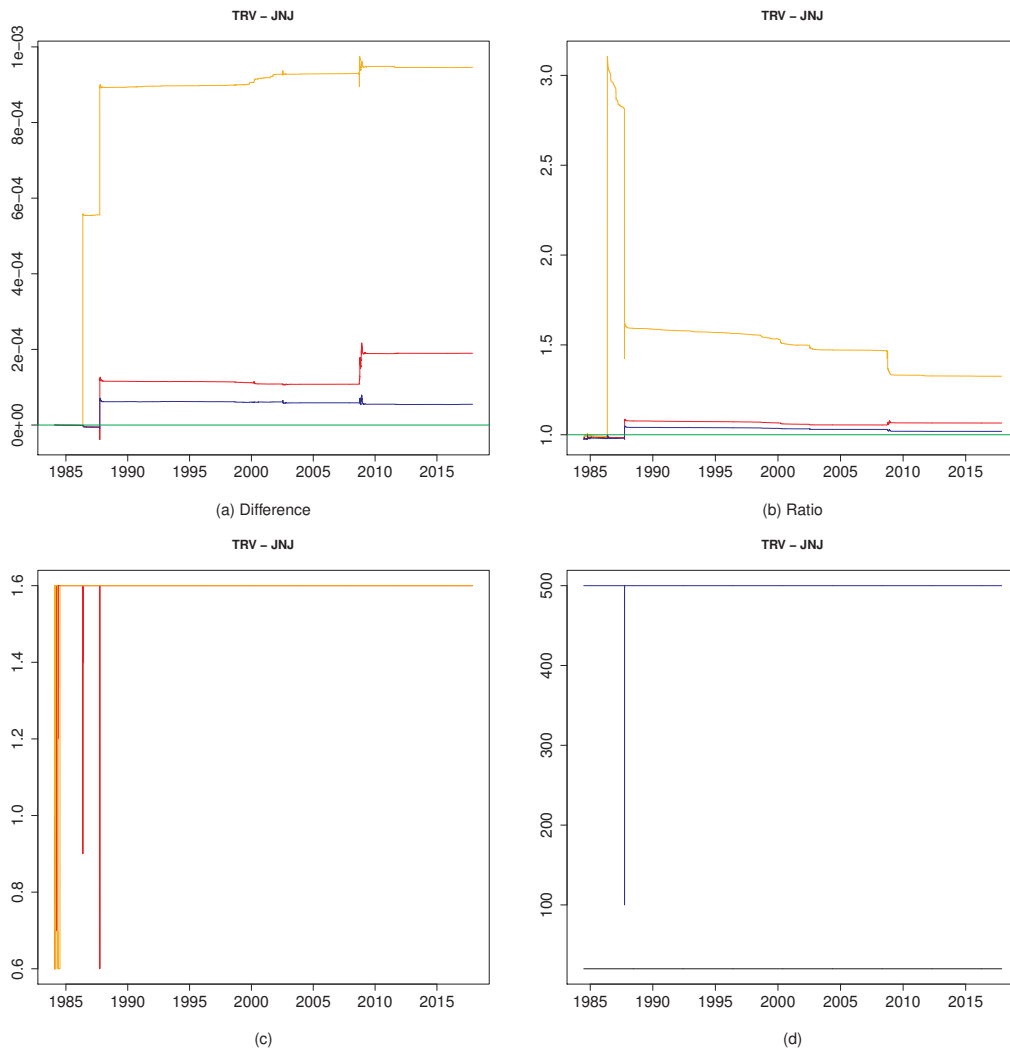 TRV – JNJ
1e−03
8e−04
6e−04
4e−04
2e−04
0e+00
1985 1990 1995 2000 2005 2010 2015
(a) Difference
TRV – JNJ
3.0
2.5
2.0
1.5
1.0
1985 1990 1995 2000 2005 2010 2015
(b) Ratio
TRV – JNJ
1.6
1.4
1.2
1.0
0.8
0.6
1985 1990 1995 2000 2005 2010 2015
(c)
TRV – JNJ
500
400
300
200
100
1985 1990 1995 2000 2005 2010 2015
(d)